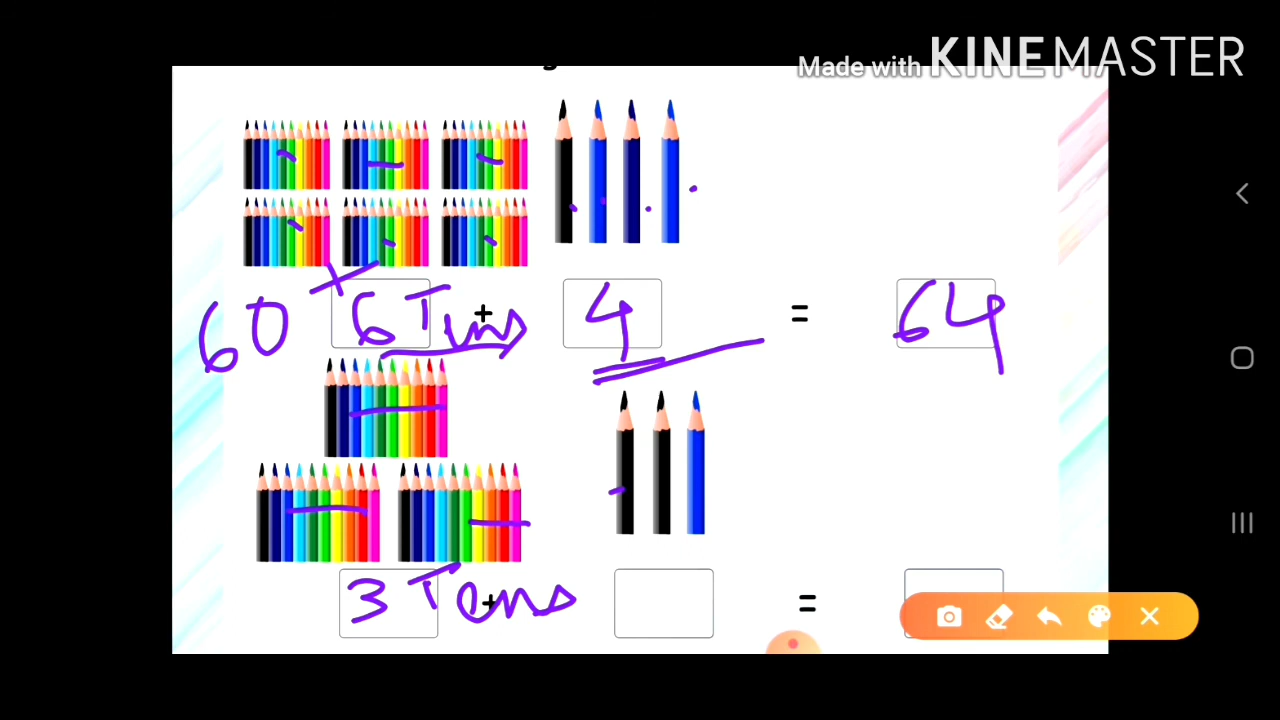 Made with KINEMASTER
60 6 Tens + 4 = 64
3 Tens + =